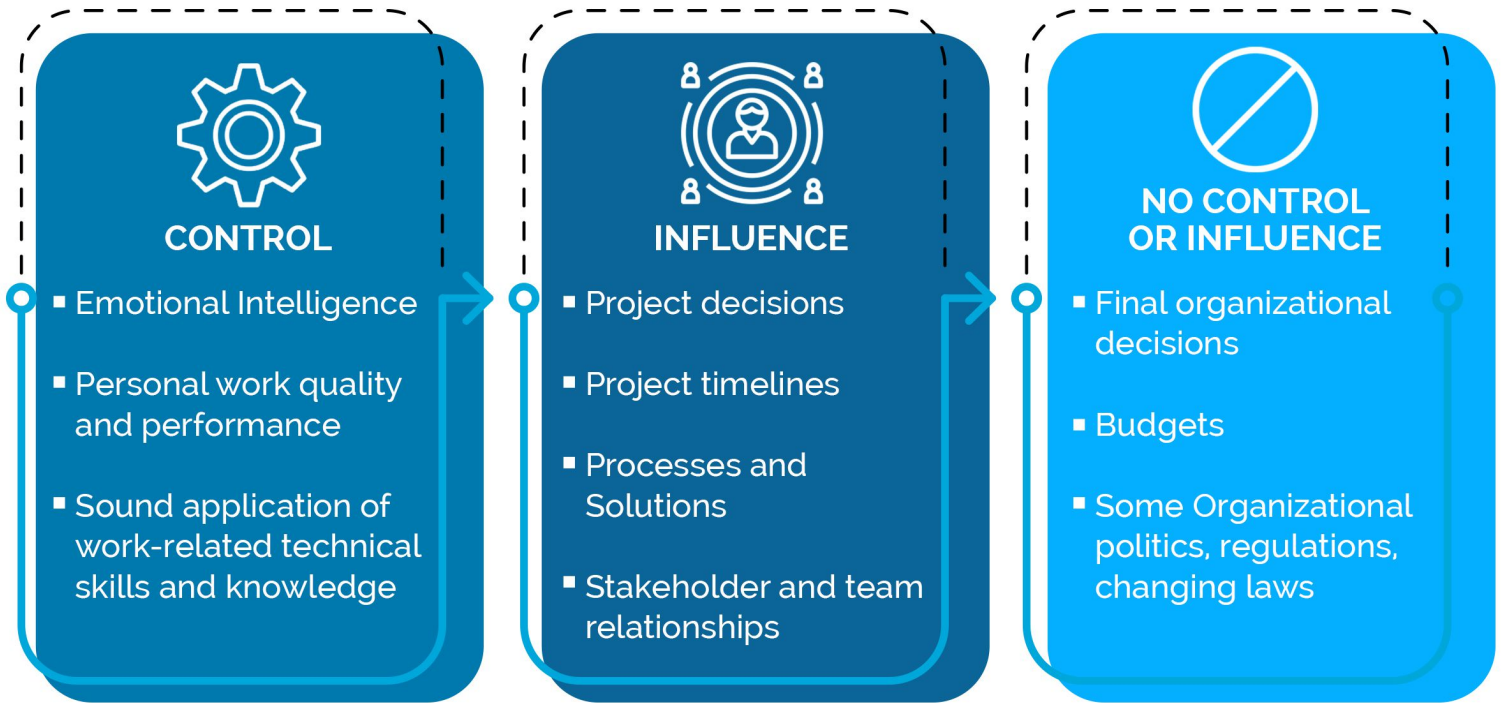 CONTROL
▪ Emotional Intelligence
▪ Personal work quality
and performance
▪ Sound application of
work-related technical
skills and knowledge
INFLUENCE
▪ Project decisions
▪ Project timelines
▪ Processes and
Solutions
▪ Stakeholder and team
relationships
NO CONTROL
OR INFLUENCE
▪ Final organizational
decisions
▪ Budgets
▪ Some Organizational
politics, regulations,
changing laws